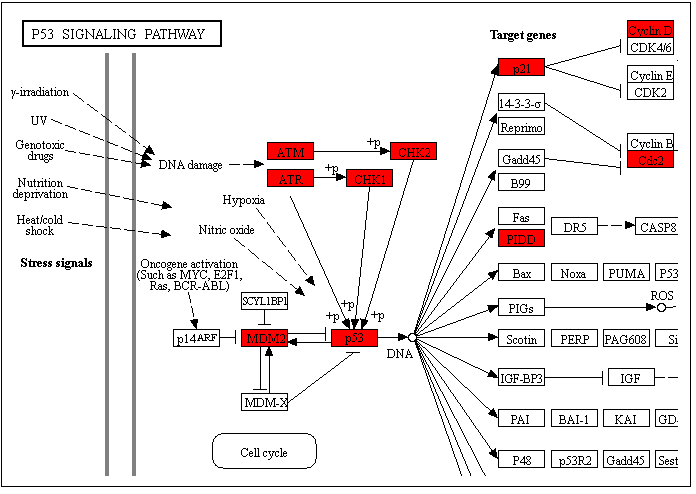 P53 SIGNALING PATHWAY
Target genes
Cyclin D
CDK4/6
p21
Cyclin E
CDK2
γ-irradiation
UV
Genotoxic
drugs
Nutrition
deprivation
Heat/cold
shock
Stress signals
DNA damage
ATM
+p
CHK2
ATR
+p
CHK1
Hypoxia
Nitric oxide
14-3-3-σ
Reprimo
Cyclin B
Cdc2
Gadd45
B99
Fas
PIDD
DR5
CASP8
Oncogene activation
(Such as MYC, E2F1,
Ras, BCR-ABL)
SCYL1BP1
+p
+p
+p
p14ARF
MDM2
p53
DNA
MDM-X
Cell cycle
Bax
Noxa
PUMA
P53
ROS
PIGs
Scotin
PERP
PAG608
Si
IGF-BP3
IGF
PAI
BAI-1
KAI
GD-
P48
p53R2
Gadd45
Sest